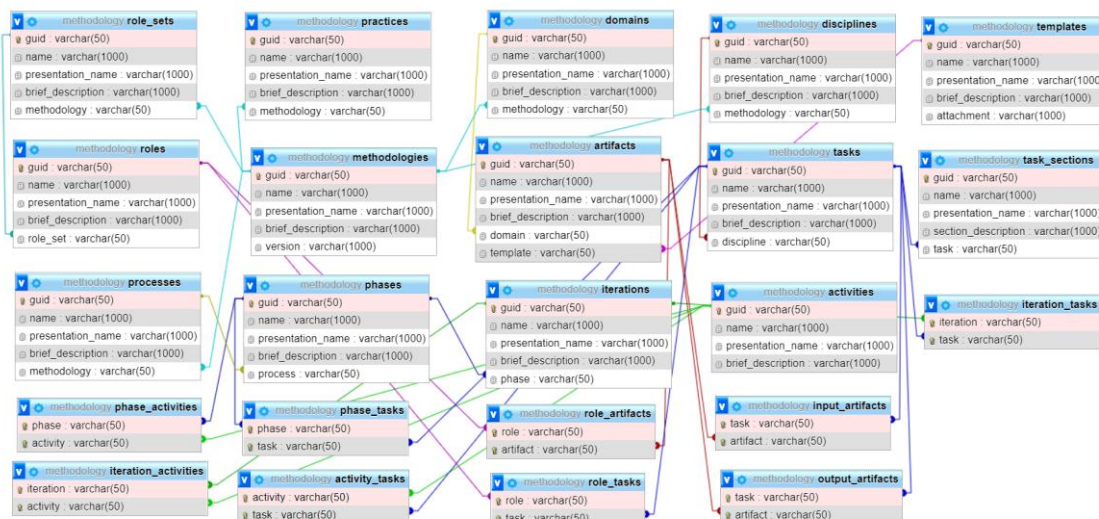 methodology role_sets
guid : varchar(50)
name : varchar(1000)
presentation_name : varchar(1000)
brief_description : varchar(1000)
methodology : varchar(50)
methodology practices
guid : varchar(50)
name : varchar(1000)
presentation_name : varchar(1000)
brief_description : varchar(1000)
methodology : varchar(50)
methodology domains
guid : varchar(50)
name : varchar(1000)
presentation_name : varchar(1000)
brief_description : varchar(1000)
methodology : varchar(50)
methodology disciplines
guid : varchar(50)
name : varchar(1000)
presentation_name : varchar(1000)
brief_description : varchar(1000)
methodology : varchar(50)
methodology templates
guid : varchar(50)
name : varchar(1000)
presentation_name : varchar(1000)
brief_description : varchar(1000)
attachment : varchar(1000)
methodology roles
guid : varchar(50)
name : varchar(1000)
presentation_name : varchar(1000)
brief_description : varchar(1000)
role_set : varchar(50)
methodology methodologies
guid : varchar(50)
name : varchar(1000)
presentation_name : varchar(1000)
brief_description : varchar(1000)
version : varchar(1000)
methodology artifacts
guid : varchar(50)
name : varchar(1000)
presentation_name : varchar(1000)
brief_description : varchar(1000)
domain : varchar(50)
template : varchar(50)
methodology tasks
guid : varchar(50)
name : varchar(1000)
presentation_name : varchar(1000)
brief_description : varchar(1000)
discipline : varchar(50)
methodology task_sections
guid : varchar(50)
name : varchar(1000)
presentation_name : varchar(1000)
section_description : varchar(1000)
task : varchar(50)
methodology processes
guid : varchar(50)
name : varchar(1000)
presentation_name : varchar(1000)
brief_description : varchar(1000)
methodology : varchar(50)
methodology phases
guid : varchar(50)
name : varchar(1000)
presentation_name : varchar(1000)
brief_description : varchar(1000)
process : varchar(50)
methodology iterations
guid : varchar(50)
name : varchar(1000)
presentation_name : varchar(1000)
brief_description : varchar(1000)
phase : varchar(50)
methodology activities
guid : varchar(50)
name : varchar(1000)
presentation_name : varchar(1000)
brief_description : varchar(1000)
methodology iteration_tasks
iteration : varchar(50)
task : varchar(50)
methodology phase_activities
phase : varchar(50)
activity : varchar(50)
methodology phase_tasks
phase : varchar(50)
task : varchar(50)
methodology role_artifacts
role : varchar(50)
artifact : varchar(50)
methodology input_artifacts
task : varchar(50)
artifact : varchar(50)
methodology iteration_activities
iteration : varchar(50)
activity : varchar(50)
methodology activity_tasks
activity : varchar(50)
task : varchar(50)
methodology role_tasks
role : varchar(50)
task : varchar(50)
methodology output_artifacts
task : varchar(50)
artifact : varchar(50)